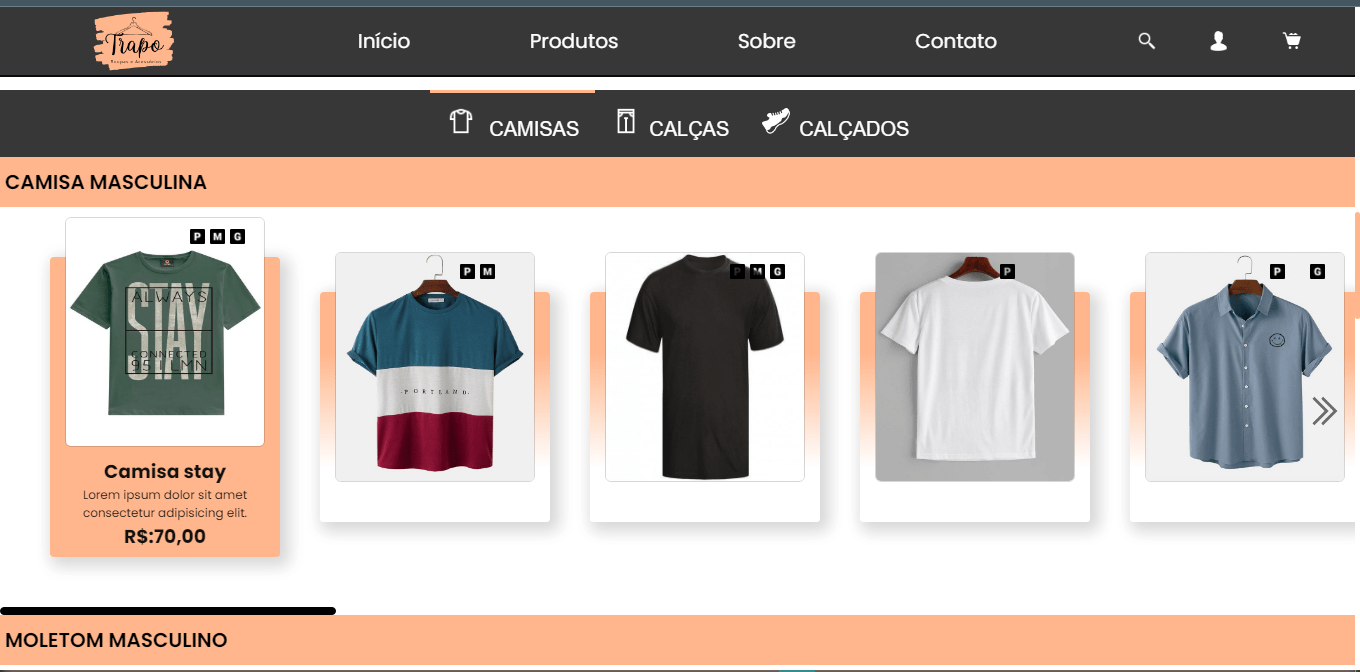 Trapo
Roupas e Acessórios
Início
Produtos
Sobre
Contato
CAMISAS
CALÇAS
CALÇADOS
CAMISA MASCULINA
P M G
ALWAYS
STAY
CONNECTED
Camisa stay
Lorem ipsum dolor sit amet
consectetur adipisicing elit.
R$:70,00
P M
·PORTLAND·
P M G
P
P G
MOLETOM MASCULINO